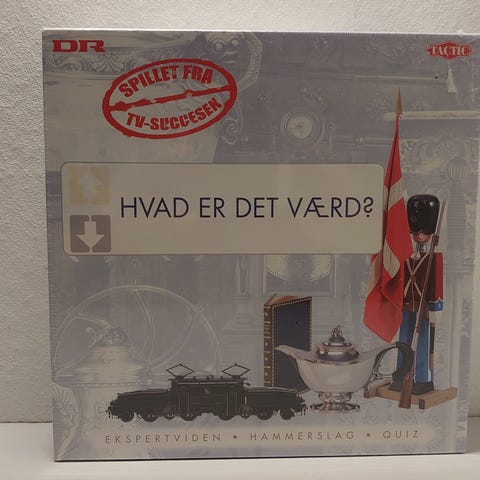 DR
TACTIC
SPILLET FRA
TV-SUCCESEN
HVAD ER DET VÆRD?
EKSPERTVIDEN • HAMMERSLAG • QUIZ